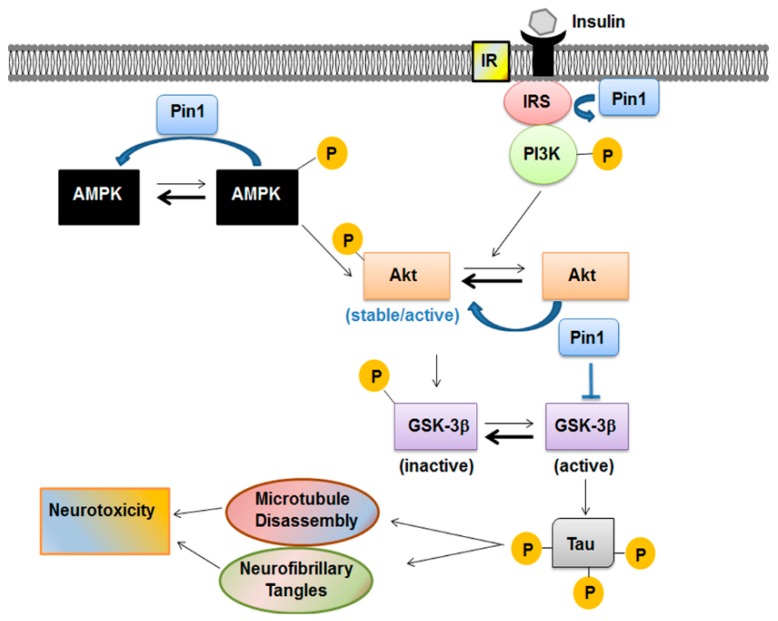 Insulin
IR
IRS
Pin1
Pin1
PI3K
P
P
AMPK
AMPK
P
Akt
Akt
(stable/active)
Pin1
P
GSK-3β
GSK-3β
(inactive)
(active)
Microtubule
Disassembly
Neurotoxicity
P
Tau
P
P
Neurofibrillary
Tangles